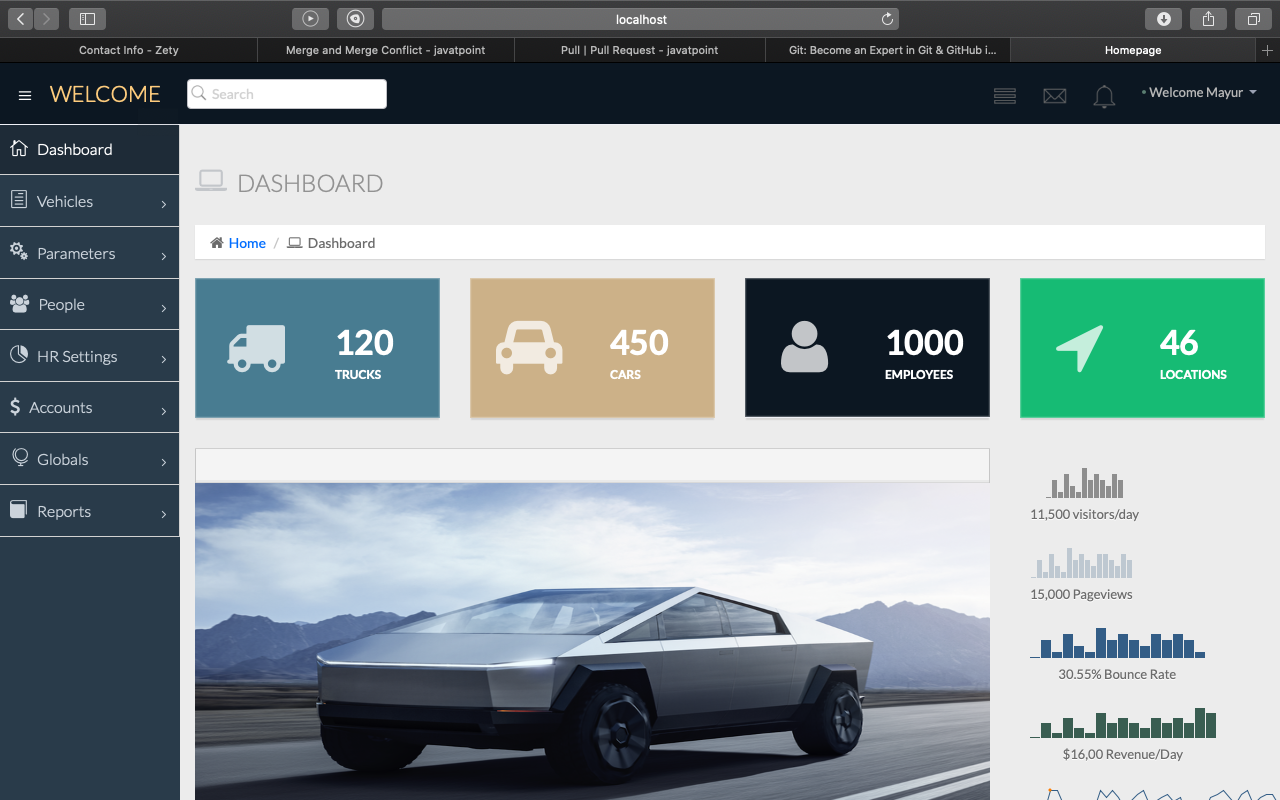 localhost
Contact Info - Zety
Merge and Merge Conflict - javatpoint
Pull | Pull Request - javatpoint
Git: Become an Expert in Git & GitHub i...
Homepage
WELCOME
Search
Welcome Mayur
Dashboard
Vehicles
Parameters
People
HR Settings
Accounts
Globals
Reports
DASHBOARD
Home / Dashboard
120
TRUCKS
450
CARS
1000
EMPLOYEES
46
LOCATIONS
11,500 visitors/day
15,000 Pageviews
30.55% Bounce Rate
$16,00 Revenue/Day